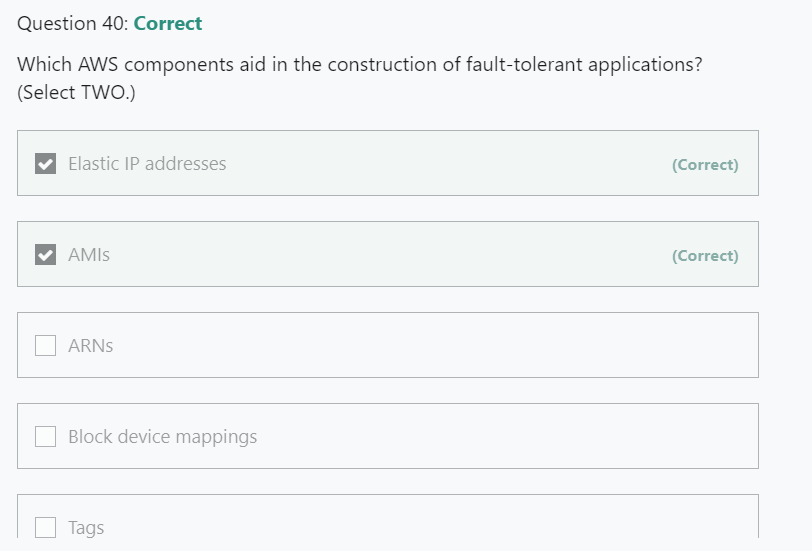 Question 40: Correct
Which AWS components aid in the construction of fault-tolerant applications?
(Select TWO.)
Elastic IP addresses (Correct)
AMIs (Correct)
ARNs
Block device mappings
Tags